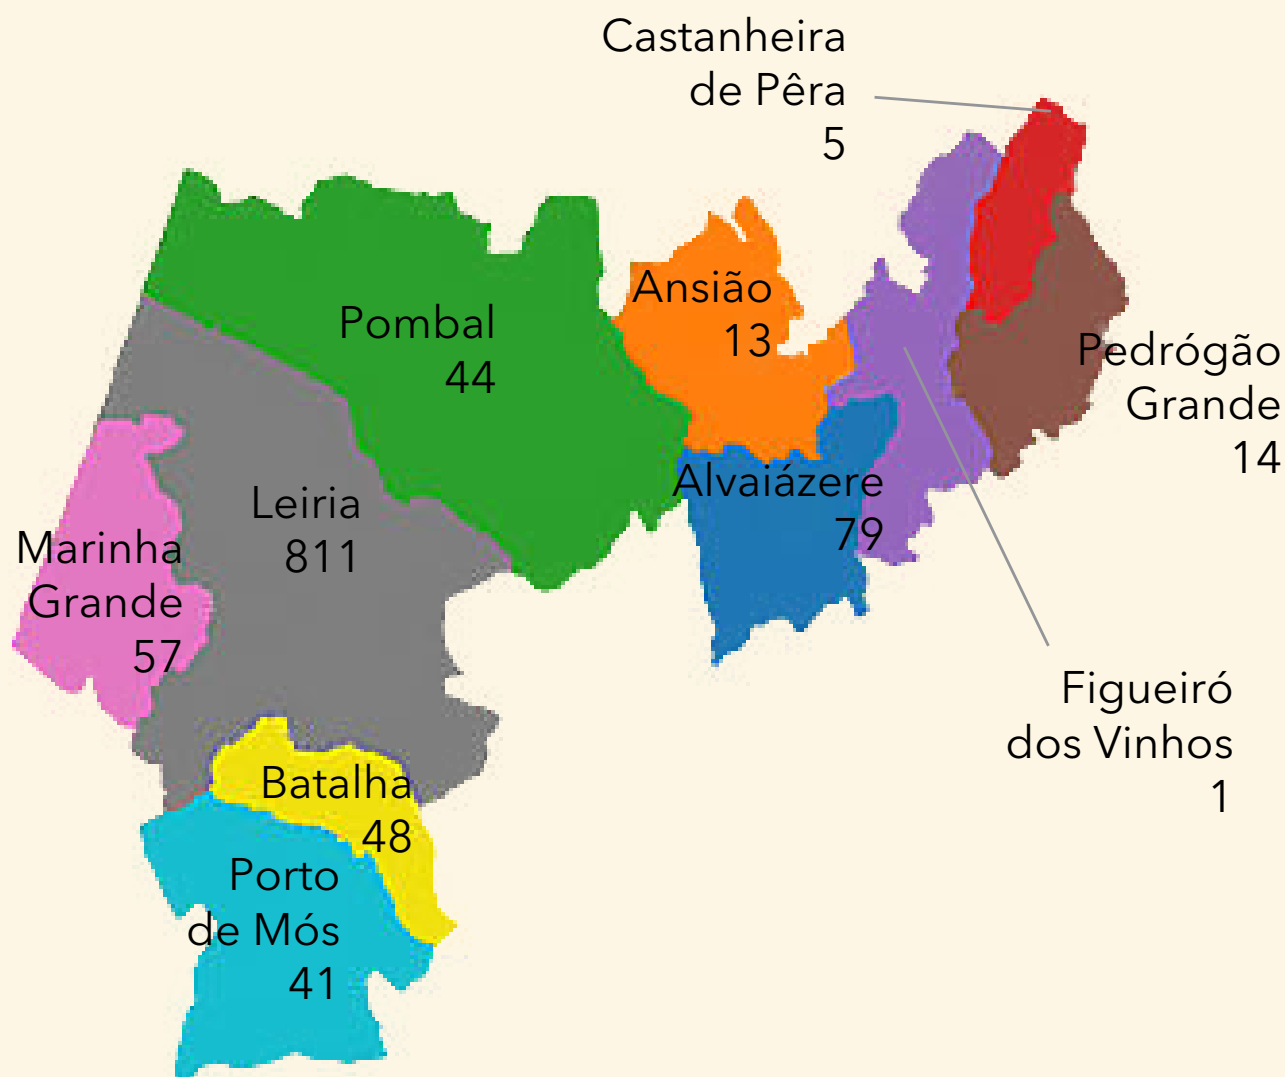 Castanheira
de Pêra
5
Ansião
13
Pombal
44
Pedrógão
Grande
14
Alvaiázere
79
Leiria
811
Marinha
Grande
57
Figueiró
dos Vinhos
1
Batalha
48
Porto
de Mós
41